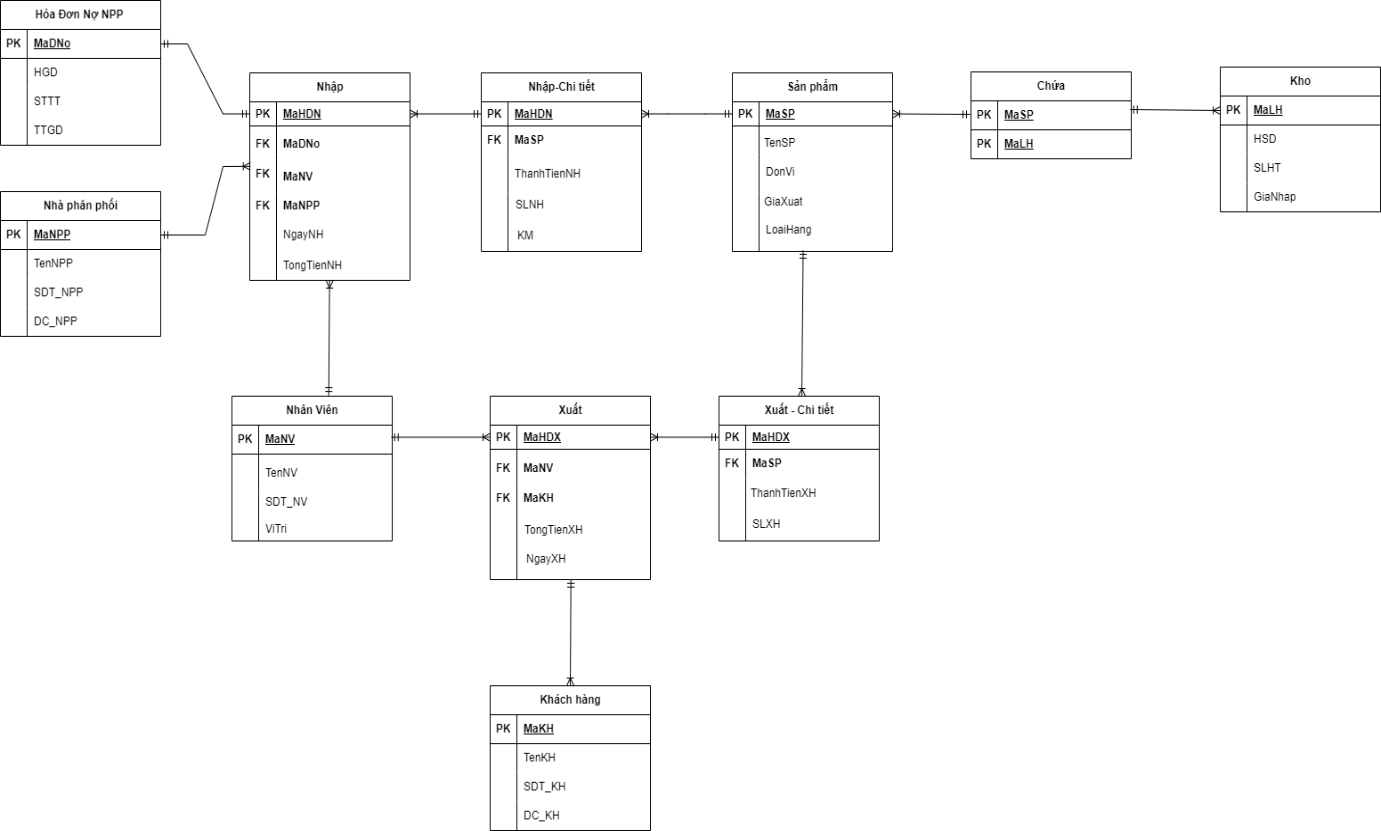 Hóa Đơn Nợ NPP
PK MaDNo
HGD
STTT
TTGD
Nhà phân phối
PK MaNPP
TenNPP
SDT_NPP
DC_NPP
Nhập
PK MaHDN
FK MaDNo
FK MaNV
FK MaNPP
NgayNH
TongTienNH
Nhập-Chi tiết
PK MaHDN
FK MaSP
ThanhTienNH
SLNH
KM
Sản phẩm
PK MaSP
TenSP
DonVi
GiaXuat
LoaiHang
Chứa
PK MaSP
PK MaLH
Kho
PK MaLH
HSD
SLHT
GiaNhap
Nhân Viên
PK MaNV
TenNV
SDT_NV
ViTri
Xuất
PK MaHDX
FK MaNV
FK MaKH
TongTienXH
NgayXH
Xuất - Chi tiết
PK MaHDX
FK MaSP
ThanhTienXH
SLXH
Khách hàng
PK MaKH
TenKH
SDT_KH
DC_KH